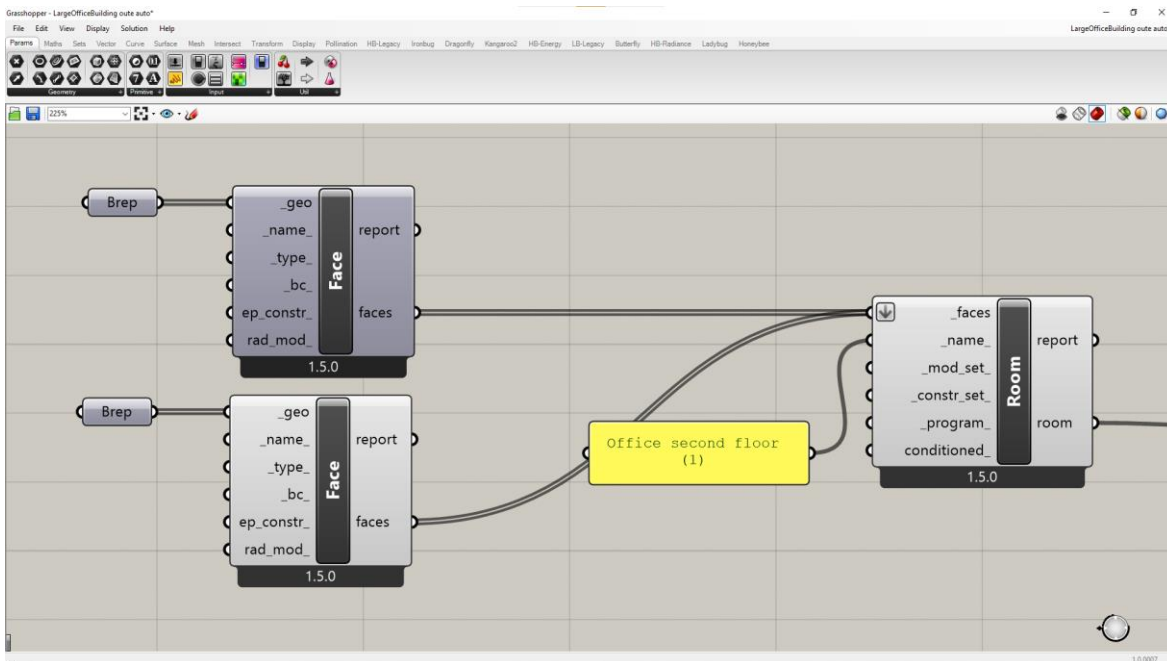 Grasshopper - LargeOfficeBuilding oute auto*
File Edit View Display Solution Help
LargeOfficeBuilding oute auto
Params Maths Sets Vector Curve Surface Mesh Intersect Transform Display Pollination HB-Legacy Ironbug Dragonfly Kangaroo2 HB-Energy LB-Legacy Butterfly HB-Radiance Ladybug Honeybee
Geometry Primitive Input Util
225%
Brep
_geo
_name_
_type_
_bc_
ep_constr_
rad_mod_
Face
report
faces
1.5.0
Brep
_geo
_name_
_type_
_bc_
ep_constr_
rad_mod_
Face
report
faces
1.5.0
Office second floor
(1)
_faces
_name_
_mod_set_
_constr_set_
_program_
conditioned_
Room
report
room
1.5.0
1.0.0007